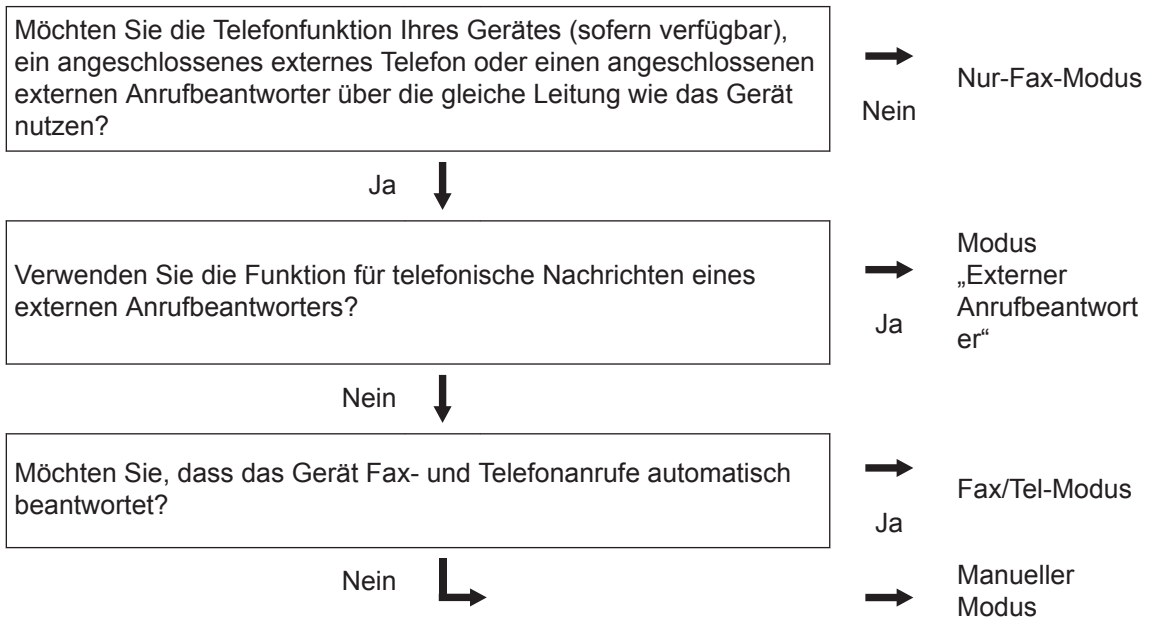 Möchten Sie die Telefonfunktion Ihres Gerätes (sofern verfügbar),
ein angeschlossenes externes Telefon oder einen angeschlossenen
externen Anrufbeantworter über die gleiche Leitung wie das Gerät
nutzen?
Nein
Nur-Fax-Modus
Ja
Verwenden Sie die Funktion für telefonische Nachrichten eines
externen Anrufbeantworters?
Ja
Modus
„Externer
Anrufbeantwort
er“
Nein
Möchten Sie, dass das Gerät Fax- und Telefonanrufe automatisch
beantwortet?
Ja
Fax/Tel-Modus
Nein
Manueller
Modus